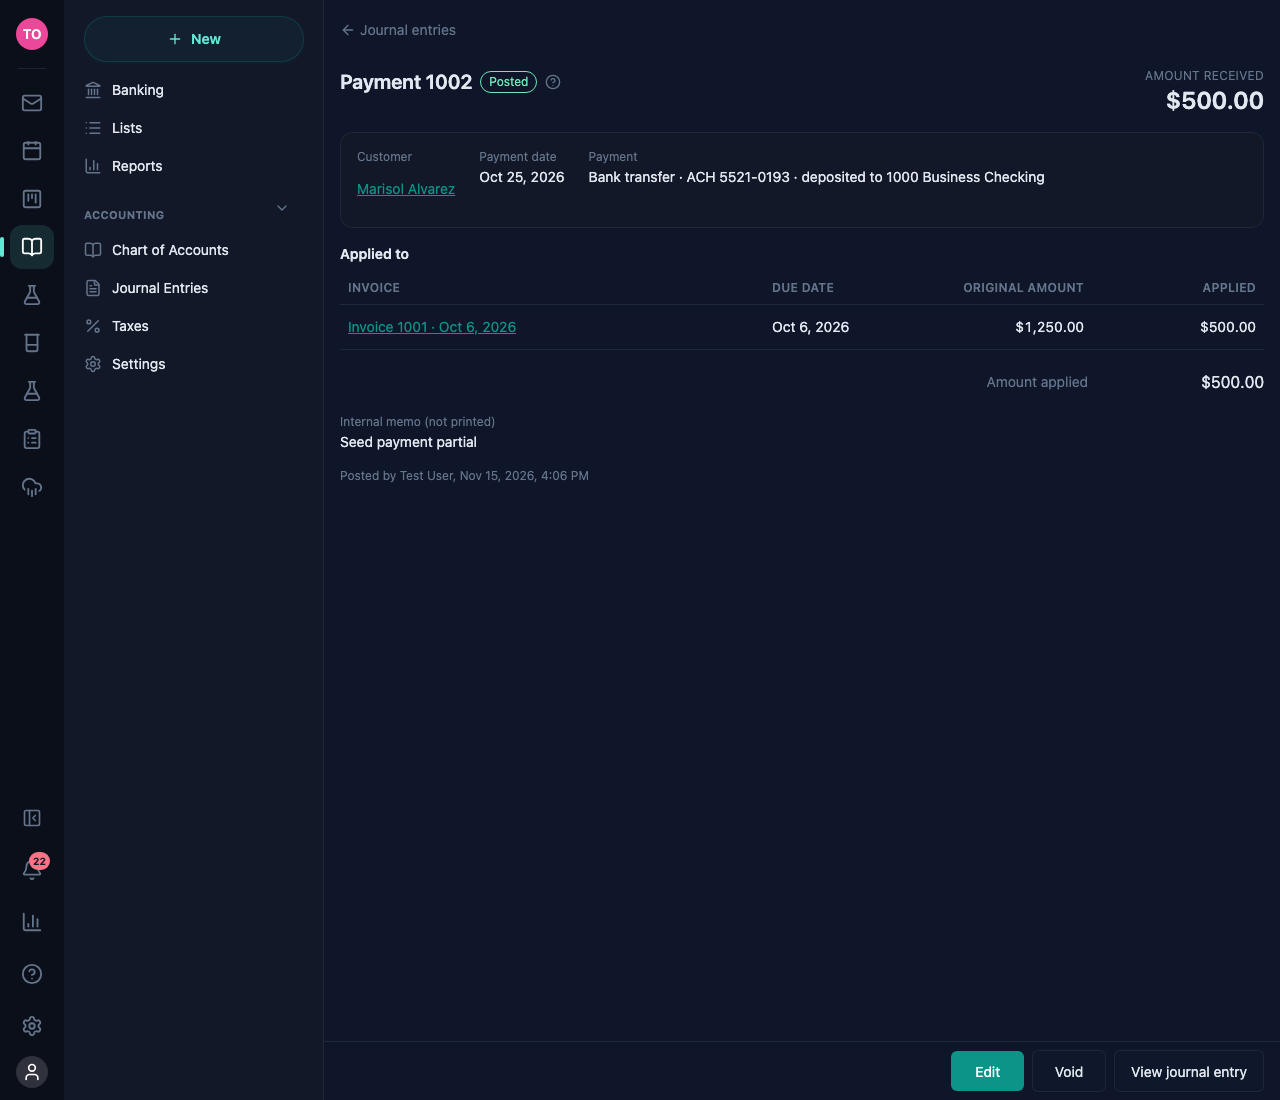 TO
New
Banking
Lists
Reports
ACCOUNTING
Chart of Accounts
Journal Entries
Taxes
Settings
22
Journal entries
Payment 1002 Posted
AMOUNT RECEIVED
$500.00
Customer
Marisol Alvarez
Payment date
Oct 25, 2026
Payment
Bank transfer · ACH 5521-0193 · deposited to 1000 Business Checking
Applied to
INVOICE DUE DATE ORIGINAL AMOUNT APPLIED
Invoice 1001 · Oct 6, 2026 Oct 6, 2026 $1,250.00 $500.00
Amount applied $500.00
Internal memo (not printed)
Seed payment partial
Posted by Test User, Nov 15, 2026, 4:06 PM
Edit Void View journal entry